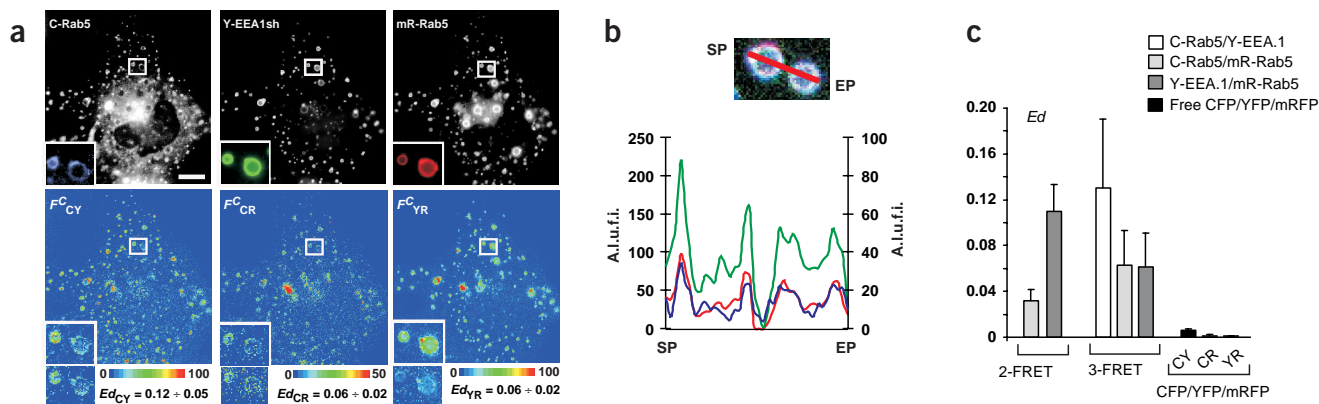 a
C-Rab5
Y-EEA1sh
mR-Rab5
F^C_CY
F^C_CR
F^C_YR
0 100
0 50
0 100
Ed_CY = 0.12 ÷ 0.05
Ed_CR = 0.06 ÷ 0.02
Ed_YR = 0.06 ÷ 0.02
b
SP
EP
250
200
150
100
50
0
A.l.u.f.i.
100
80
60
40
20
0
A.l.u.f.i.
SP
EP
c
C-Rab5/Y-EEA.1
C-Rab5/mR-Rab5
Y-EEA.1/mR-Rab5
Free CFP/YFP/mRFP
Ed
0.20
0.16
0.12
0.08
0.04
0
2-FRET
3-FRET
CY
CR
YR
CFP/YFP/mRFP